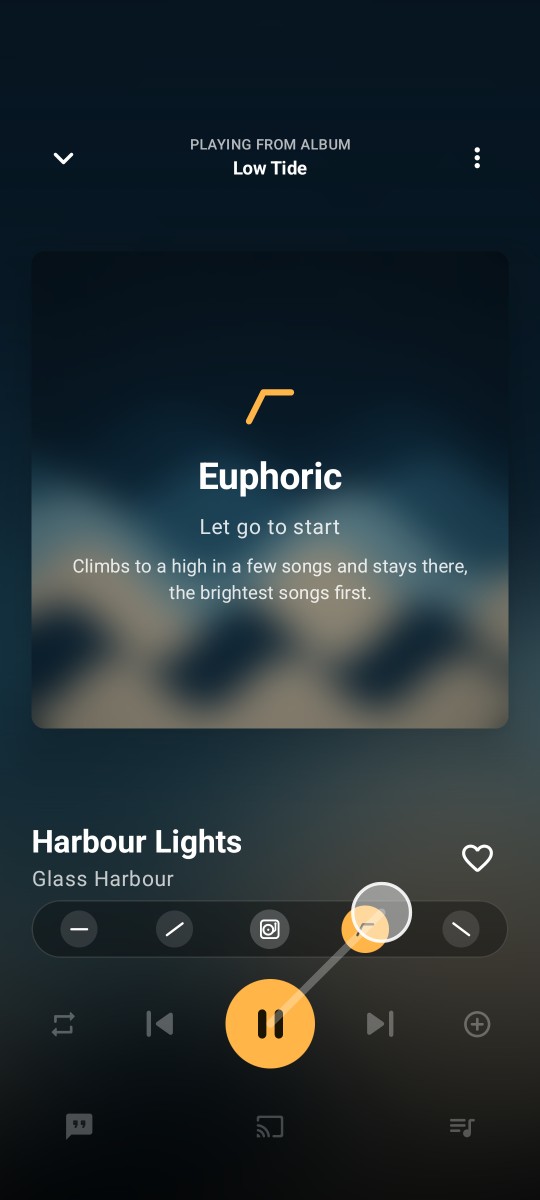 PLAYING FROM ALBUM
Low Tide
Euphoric
Let go to start
Climbs to a high in a few songs and stays there,
the brightest songs first.
Harbour Lights
Glass Harbour